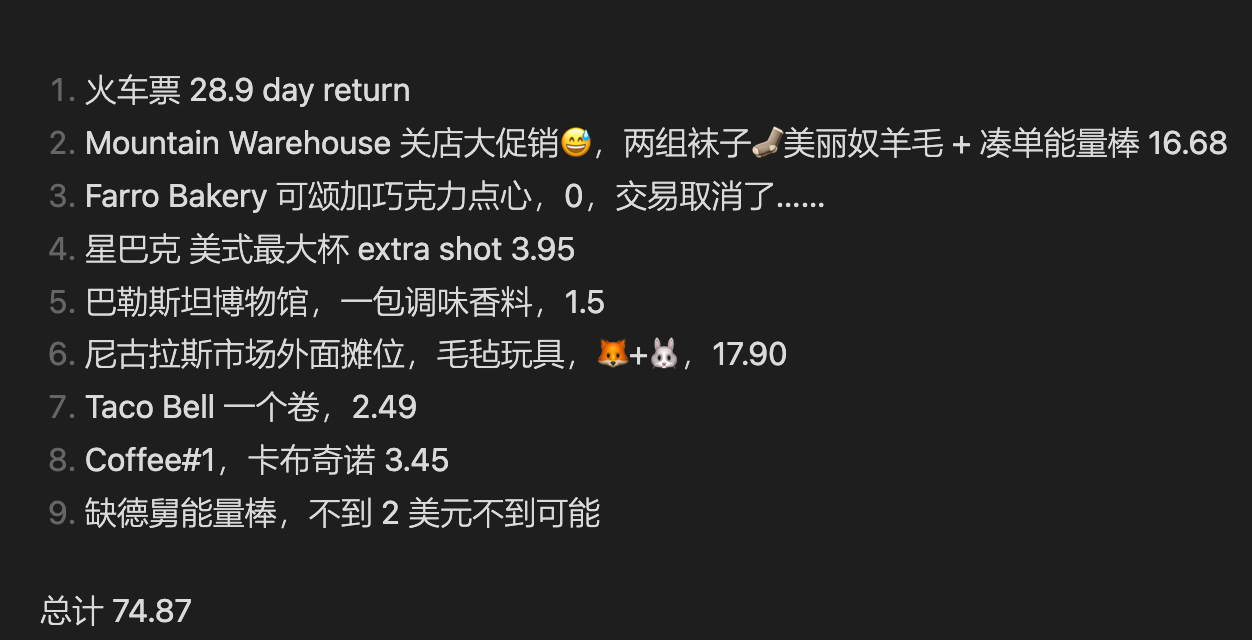 1. 火车票 28.9 day return
2. Mountain Warehouse 关店大促销😅，两组袜子🧦美丽奴羊毛 + 凑单能量棒 16.68
3. Farro Bakery 可颂加巧克力点心，0，交易取消了……
4. 星巴克 美式最大杯 extra shot 3.95
5. 巴勒斯坦博物馆，一包调味香料，1.5
6. 尼古拉斯市场外面摊位，毛毡玩具，🦊+🐰，17.90
7. Taco Bell 一个卷，2.49
8. Coffee#1，卡布奇诺 3.45
9. 缺德舅能量棒，不到 2 美元不到可能
总计 74.87